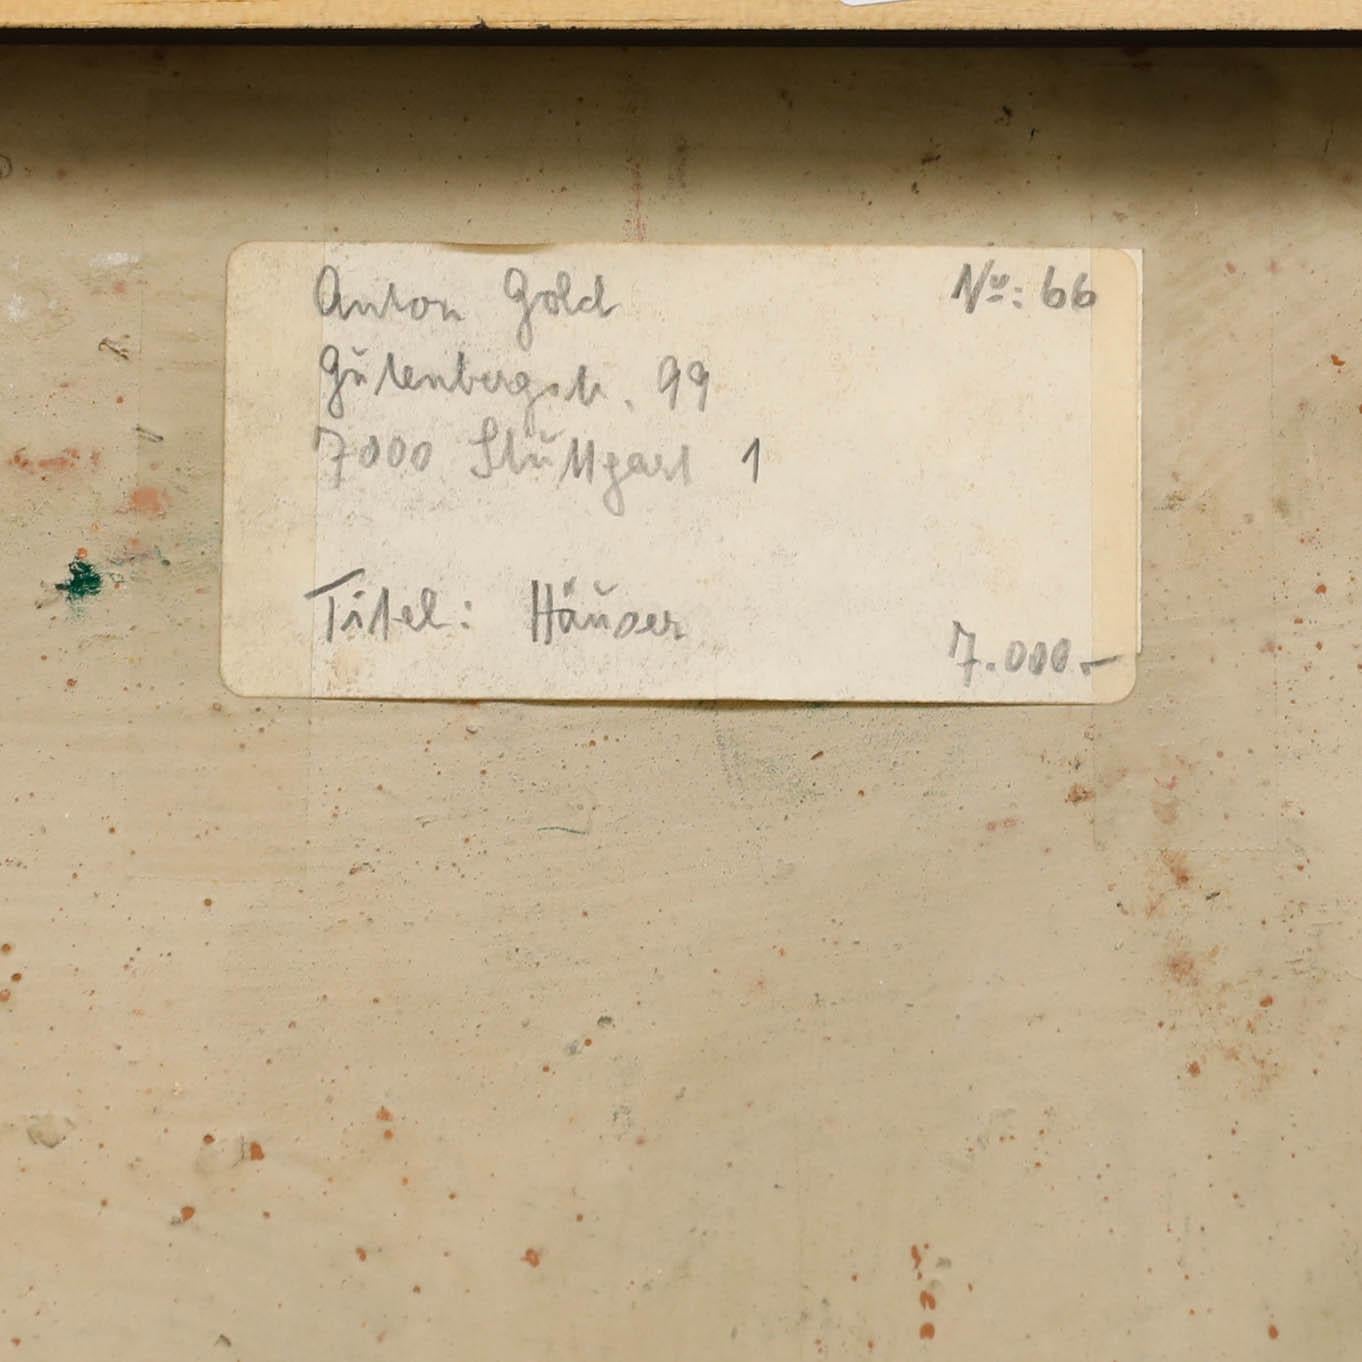 Anton Gold Nº: 66
Gutenbergstr. 99
7000 Stuttgart 1
Titel: Häuser
7.000.-